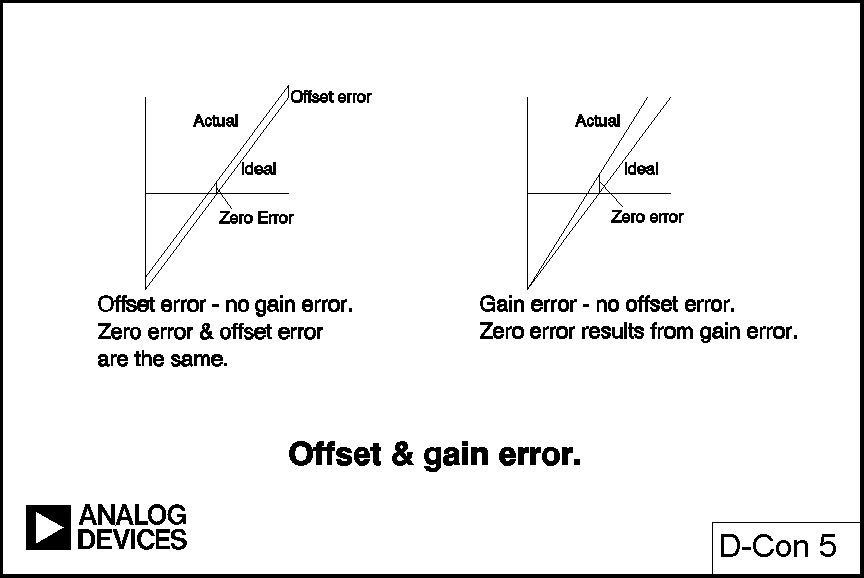 Offset error
Actual
Ideal
Zero Error
Offset error - no gain error.
Zero error & offset error
are the same.
Actual
Ideal
Zero error
Gain error - no offset error.
Zero error results from gain error.
Offset & gain error.
ANALOG
DEVICES
D-Con 5